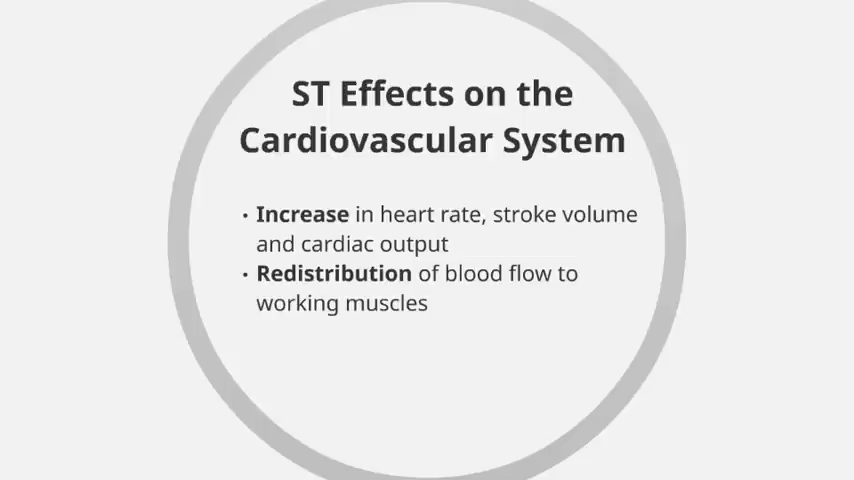 ST Effects on the
Cardiovascular System
• Increase in heart rate, stroke volume
and cardiac output
• Redistribution of blood flow to
working muscles